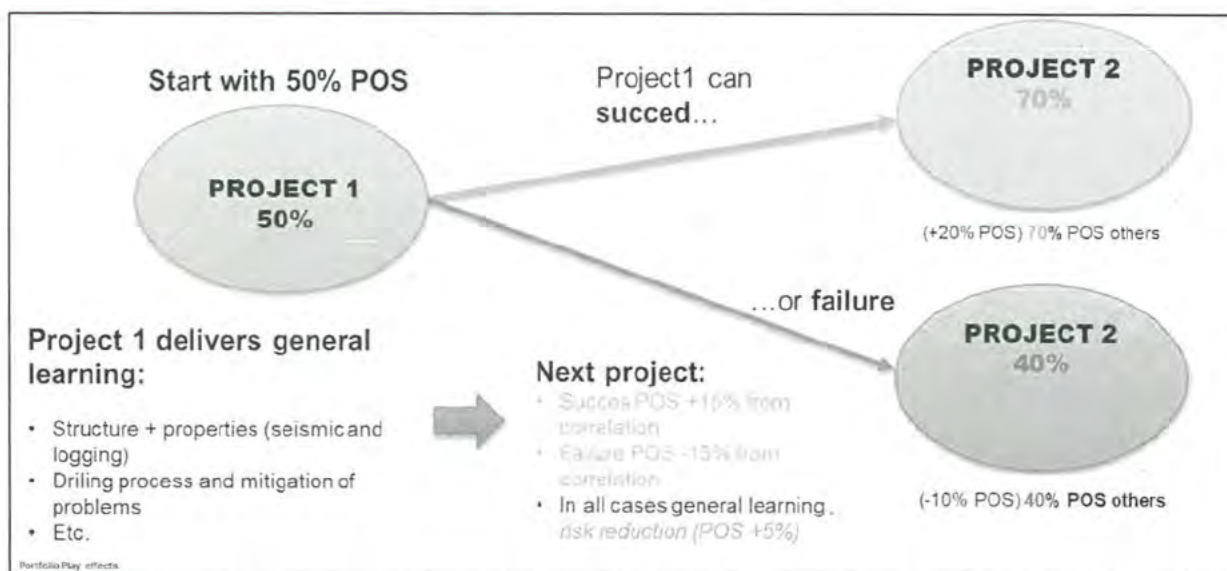 Start with 50% POS
PROJECT 1
50%
Project1 can
succed...
PROJECT 2
70%
(+20% POS) 70% POS others
...or failure
PROJECT 2
40%
(-10% POS) 40% POS others
Project 1 delivers general
learning:
• Structure + properties (seismic and
logging)
• Driling process and mitigation of
problems
• Etc.
Next project:
• Succes POS +15% from
correlation
• Failure POS -15% from
correlation
• In all cases general learning,
risk reduction (POS +5%)
Portfolio Play effects